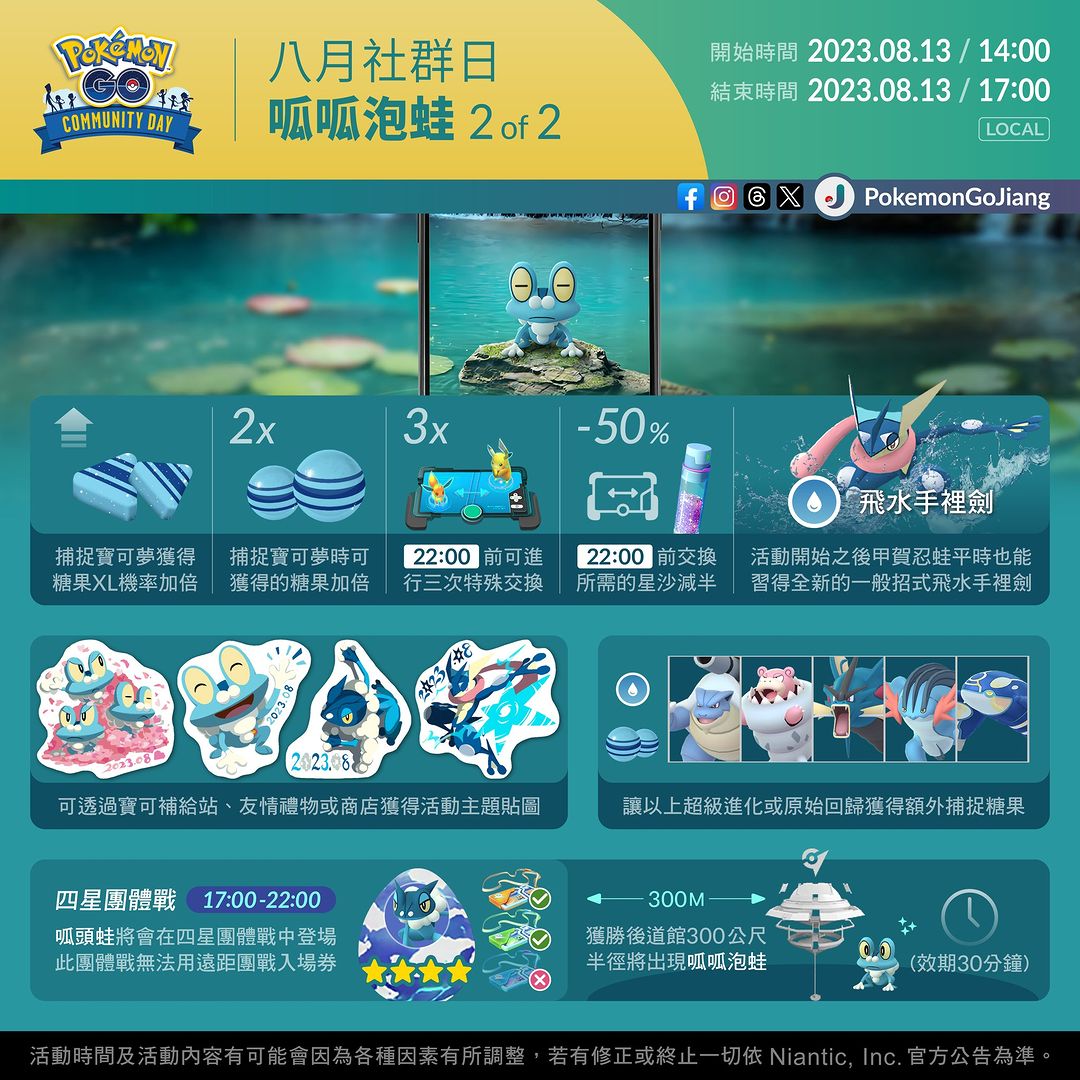 Pokémon
GO
COMMUNITY DAY
八月社群日
呱呱泡蛙 2 of 2
開始時間 2023.08.13 / 14:00
結束時間 2023.08.13 / 17:00
LOCAL
PokemonGoJiang
2x
3x
-50%
飛水手裡劍
捕捉寶可夢獲得
糖果XL機率加倍
捕捉寶可夢時可
獲得的糖果加倍
22:00 前可進
行三次特殊交換
22:00 前交換
所需的星沙減半
活動開始之後甲賀忍蛙平時也能
習得全新的一般招式飛水手裡劍
2023.08
2023.08
2023.08
2023.08
可透過寶可補給站、友情禮物或商店獲得活動主題貼圖
讓以上超級進化或原始回歸獲得額外捕捉糖果
四星團體戰 17:00-22:00
呱頭蛙將會在四星團體戰中登場
此團體戰無法用遠距團戰入場券
300M
獲勝後道館300公尺
半徑將出現呱呱泡蛙
(效期30分鐘)
活動時間及活動內容有可能會因為各種因素有所調整，若有修正或終止一切依 Niantic, Inc. 官方公告為準。